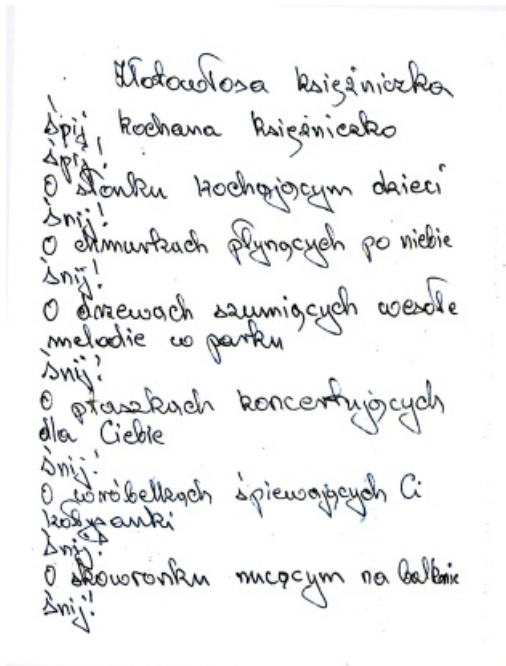 Złotowłosa księżniczka
Śpij, kochana księżniczko
śpij!
O słonku kochającym dzieci
śnij!
O chmurkach płynących po niebie
śnij!
O drzewach szumiących wesołe
melodie w parku
śnij!
O ptaszkach koncertujących
dla Ciebie
śnij!
O wróbelkach śpiewających Ci
kołysanki
śnij!
O skowronku nucącym na balkonie
śnij!